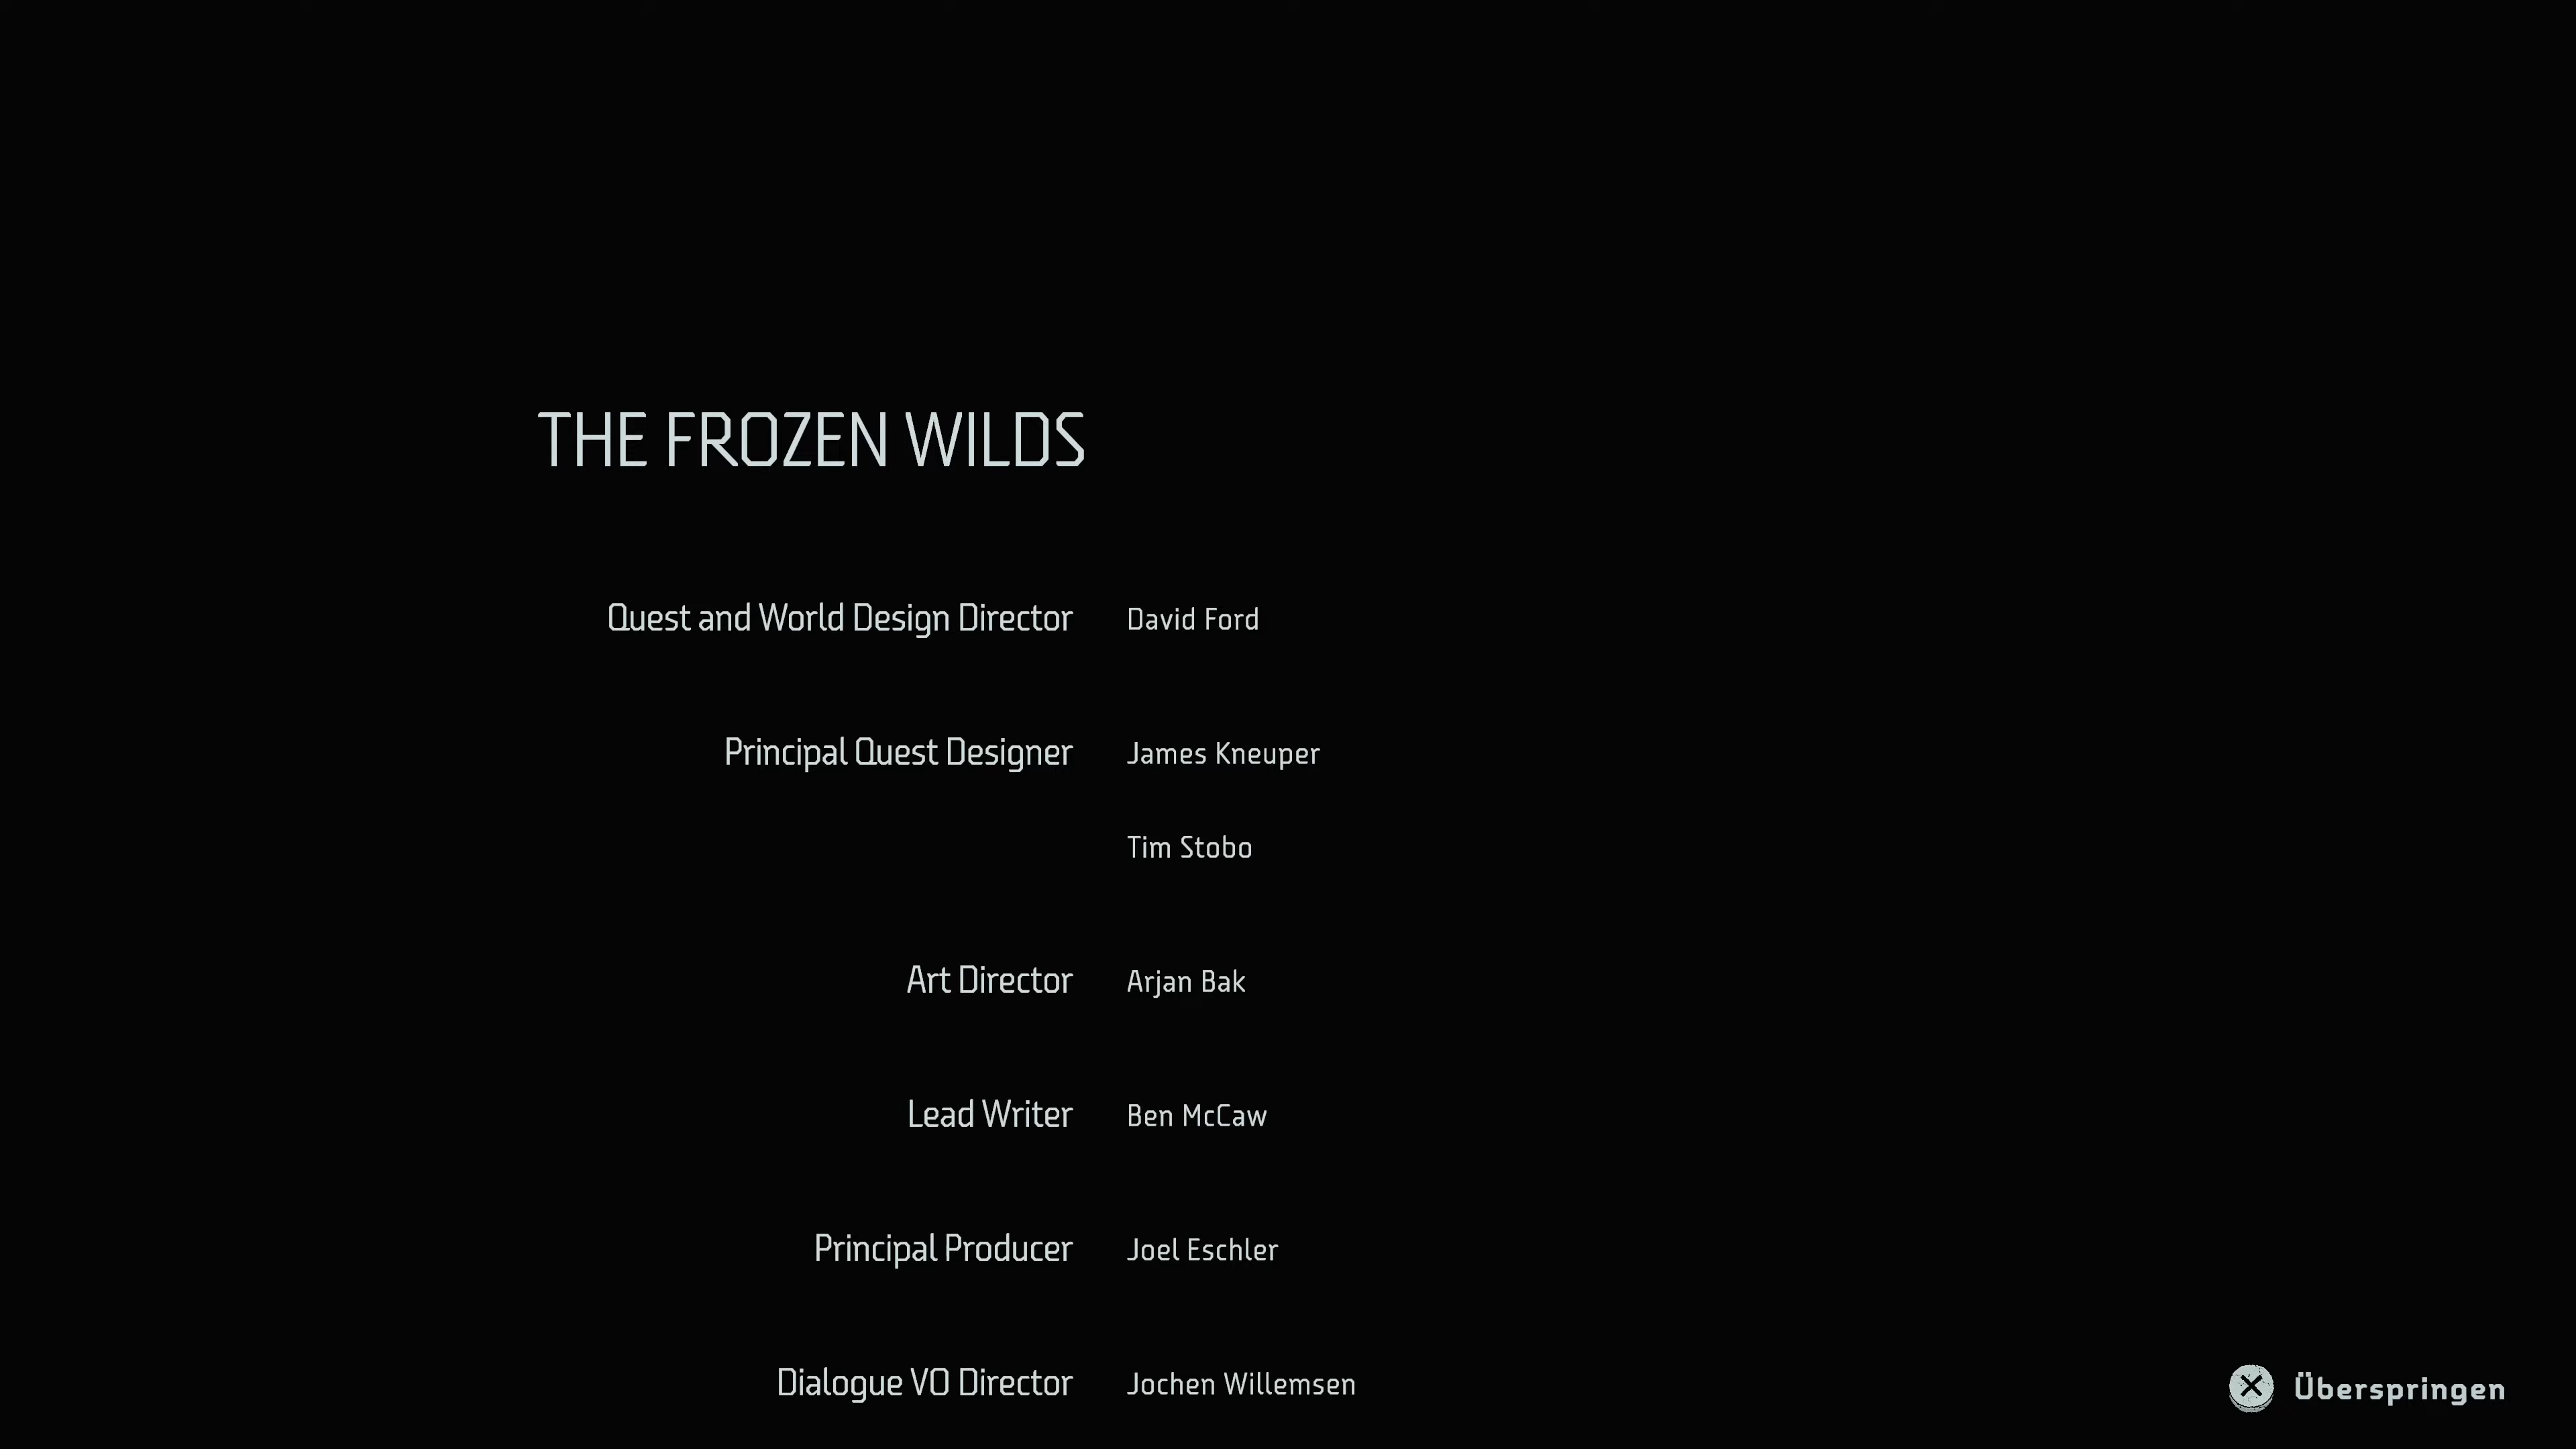 THE FROZEN WILDS
Quest and World Design Director David Ford
Principal Quest Designer James Kneuper
Tim Stobo
Art Director Arjan Bak
Lead Writer Ben McCaw
Principal Producer Joel Eschler
Dialogue VO Director Jochen Willemsen
Überspringen